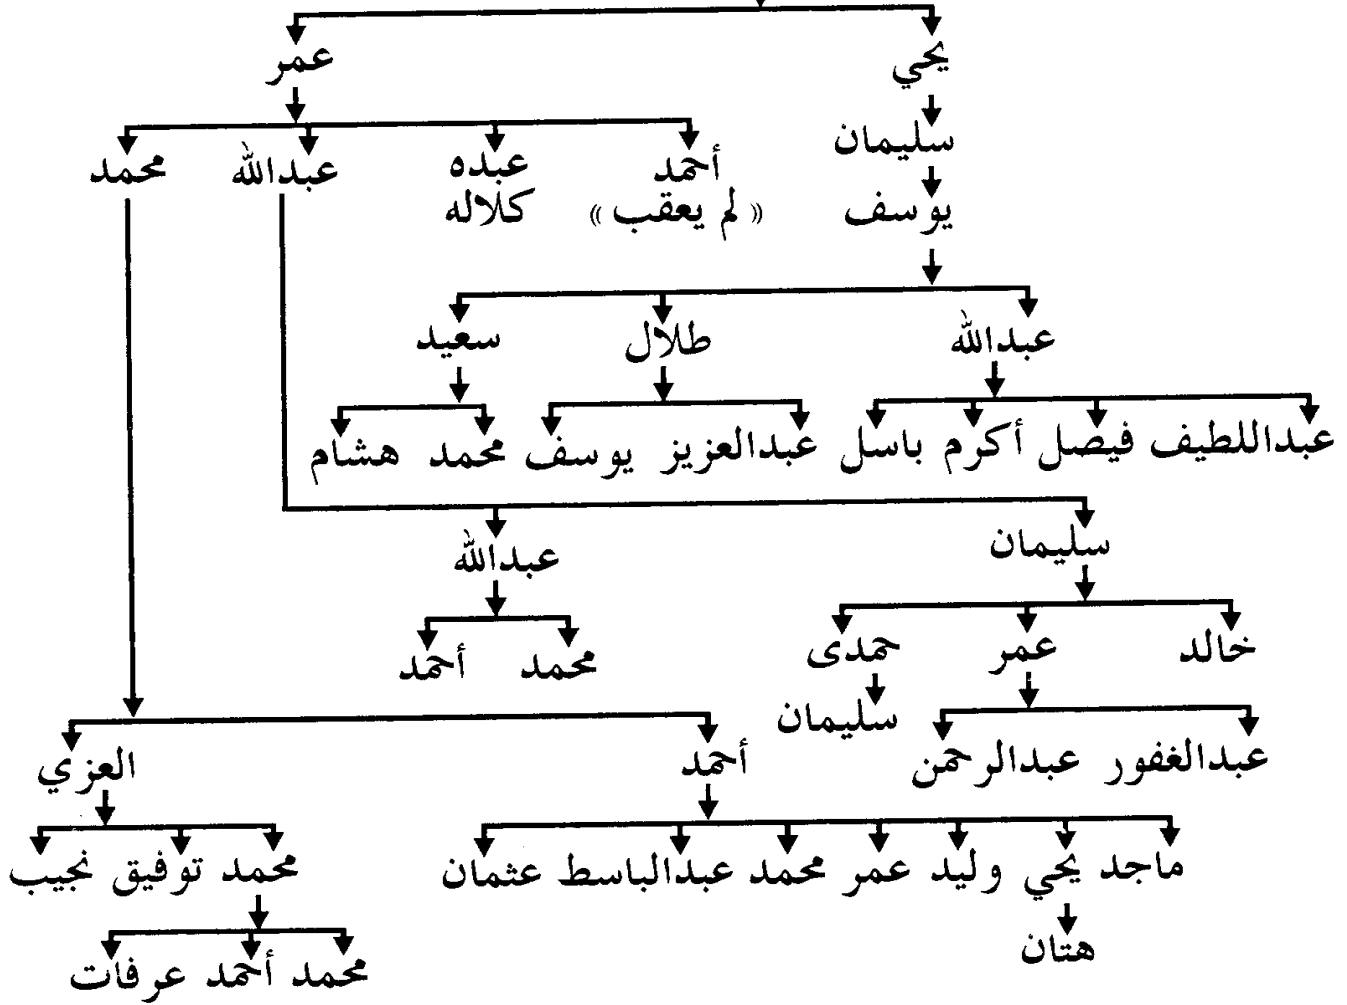 يحي عمر
سليمان
أحمد عبده عبدالله محمد
يوسف « لم يعقب » كلاله
عبدالله طلال سعيد
عبداللطيف فيصل أكرم باسل عبدالعزيز يوسف محمد هشام
سليمان عبدالله
خالد عمر حمدى محمد أحمد
سليمان
عبدالغفور عبدالرحمن أحمد العزي
ماجد يحي وليد عمر محمد عبدالباسط عثمان محمد توفيق نجيب
هتان محمد أحمد عرفات